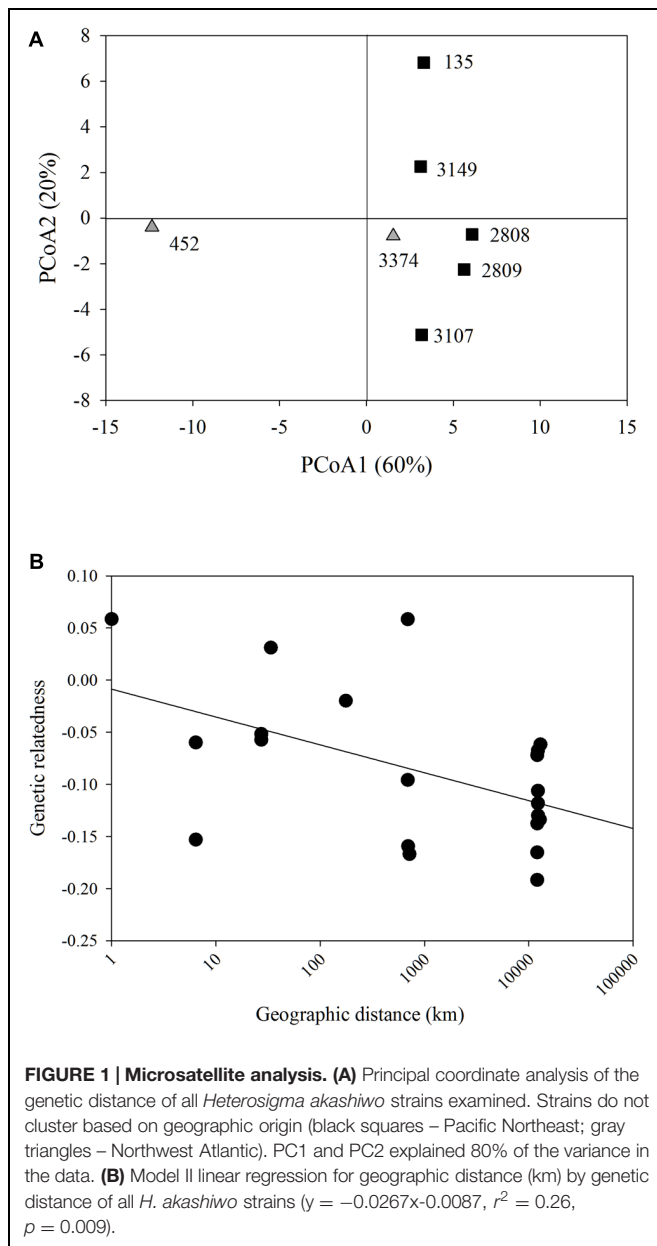 A
8
6
4
2
0
-2
-4
-6
-8
PCoA2 (20%)
135
3149
452
3374
2808
2809
3107
-15 -10 -5 0 5 10 15
PCoA1 (60%)
B
0.10
0.05
0.00
-0.05
-0.10
-0.15
-0.20
-0.25
Genetic relatedness
1 10 100 1000 10000 100000
Geographic distance (km)
FIGURE 1 | Microsatellite analysis. (A) Principal coordinate analysis of the
genetic distance of all Heterosigma akashiwo strains examined. Strains do not
cluster based on geographic origin (black squares – Pacific Northeast; gray
triangles – Northwest Atlantic). PC1 and PC2 explained 80% of the variance in
the data. (B) Model II linear regression for geographic distance (km) by genetic
distance of all H. akashiwo strains (y = −0.0267x-0.0087, r² = 0.26,
p = 0.009).